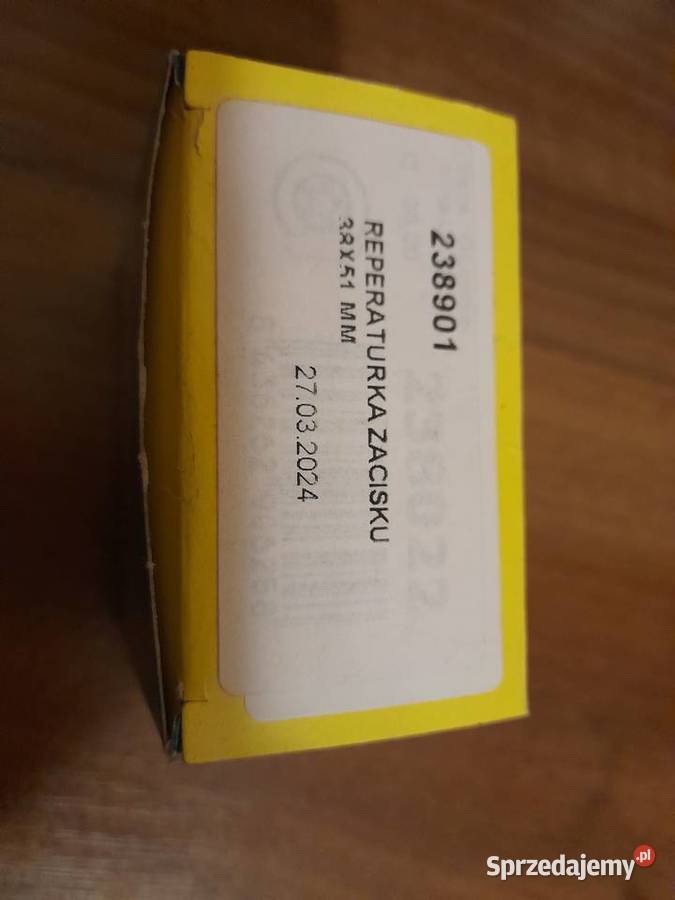 238901
REPERATURKA ZACISKU
38X51 MM
27.03.2024
Sprzedajemy.pl